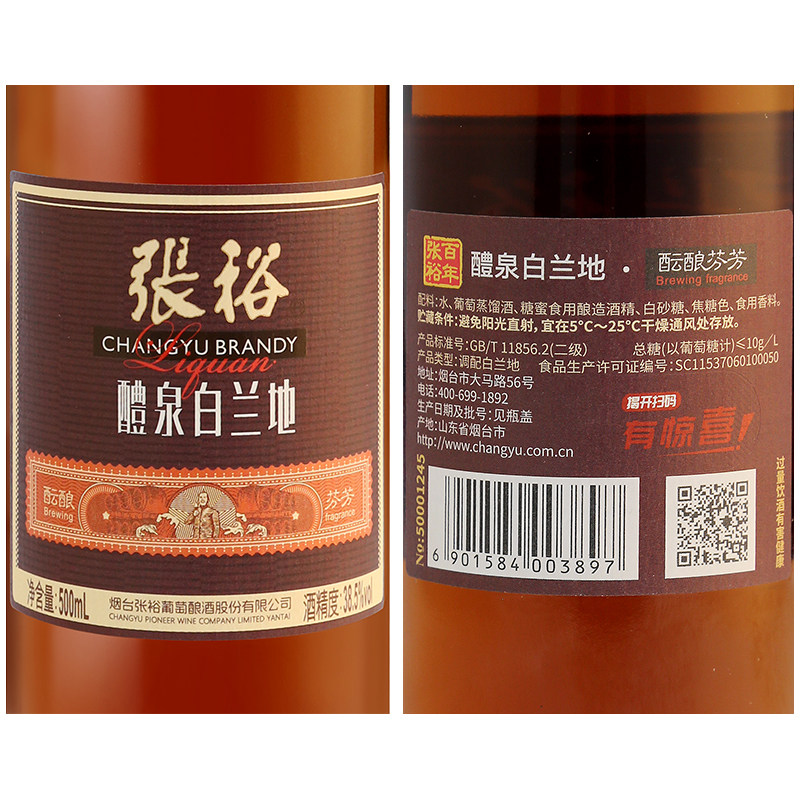 張裕
CHANGYU BRANDY
Liquan
醴泉白兰地
酝酿
Brewing
芬芳
fragrance
净含量:500mL
烟台张裕葡萄酿酒股份有限公司
CHANGYU PIONEER WINE COMPANY LIMITED YANTAI
酒精度:38.5%vol
百年张裕
醴泉白兰地·
酝酿芬芳
Brewing fragrance
配料:水、葡萄蒸馏酒、糖蜜食用酿造酒精、白砂糖、焦糖色、食用香料。
贮藏条件:避免阳光直射,宜在5℃~25℃干燥通风处存放。
产品标准号:GB/T 11856.2(二级) 总糖(以葡萄糖计)≤10g/L
产品类型:调配白兰地 食品生产许可证编号:SC11537060100050
地址:烟台市大马路56号
电话:400-699-1892
生产日期及批号:见瓶盖
产地:山东省烟台市
http://www.changyu.com.cn
揭开扫码
有惊喜!
No:50001245
6 901584 003897
过量饮酒有害健康